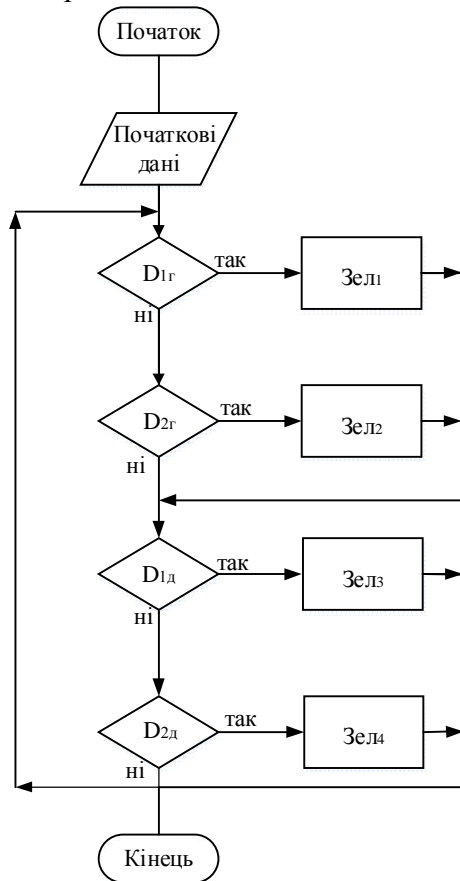 Початок
Початкові
дані
D1г
так
Зел1
ні
D2г
так
Зел2
ні
D1д
так
Зел3
ні
D2д
так
Зел4
ні
Кінець